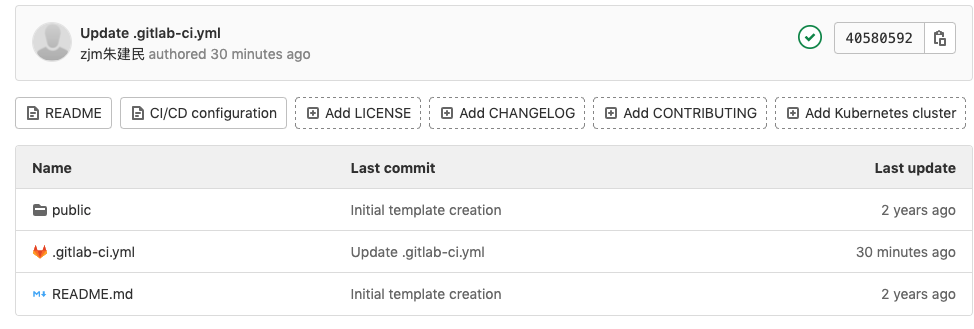 Update .gitlab-ci.yml
zjm朱建民 authored 30 minutes ago
40580592
README CI/CD configuration Add LICENSE Add CHANGELOG Add CONTRIBUTING Add Kubernetes cluster
Name Last commit Last update
public Initial template creation 2 years ago
.gitlab-ci.yml Update .gitlab-ci.yml 30 minutes ago
README.md Initial template creation 2 years ago